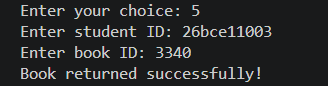 Enter your choice: 5
Enter student ID: 26bce11003
Enter book ID: 3340
Book returned successfully!